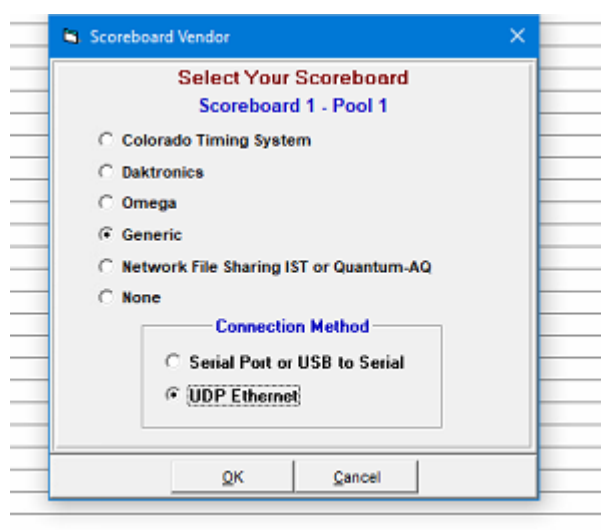 Scoreboard Vendor
Select Your Scoreboard
Scoreboard 1 - Pool 1
Colorado Timing System
Daktronics
Omega
Generic
Network File Sharing IST or Quantum-AQ
None
Connection Method
Serial Port or USB to Serial
UDP Ethernet
OK Cancel